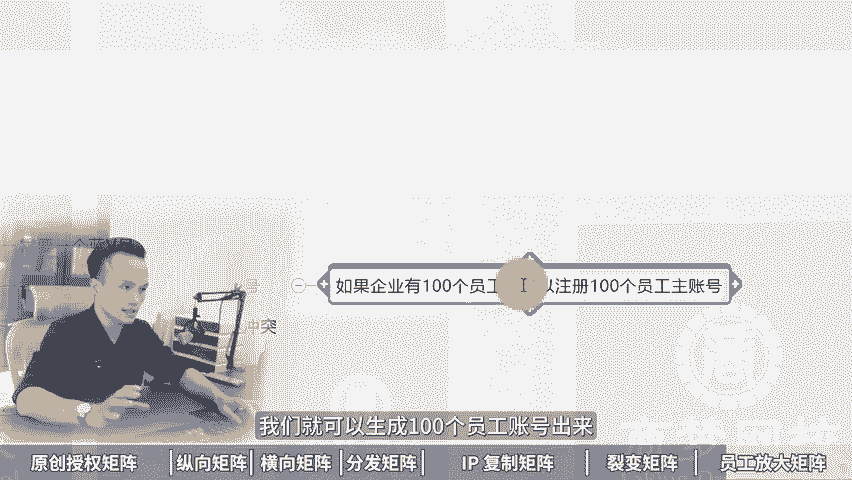 如果企业有100个员工 以注册100个员工主账号
冲突
我们就可以生成100个员工账号出来
原创授权矩阵 纵向矩阵 横向矩阵 分发矩阵 IP 复制矩阵 裂变矩阵 员工放大矩阵